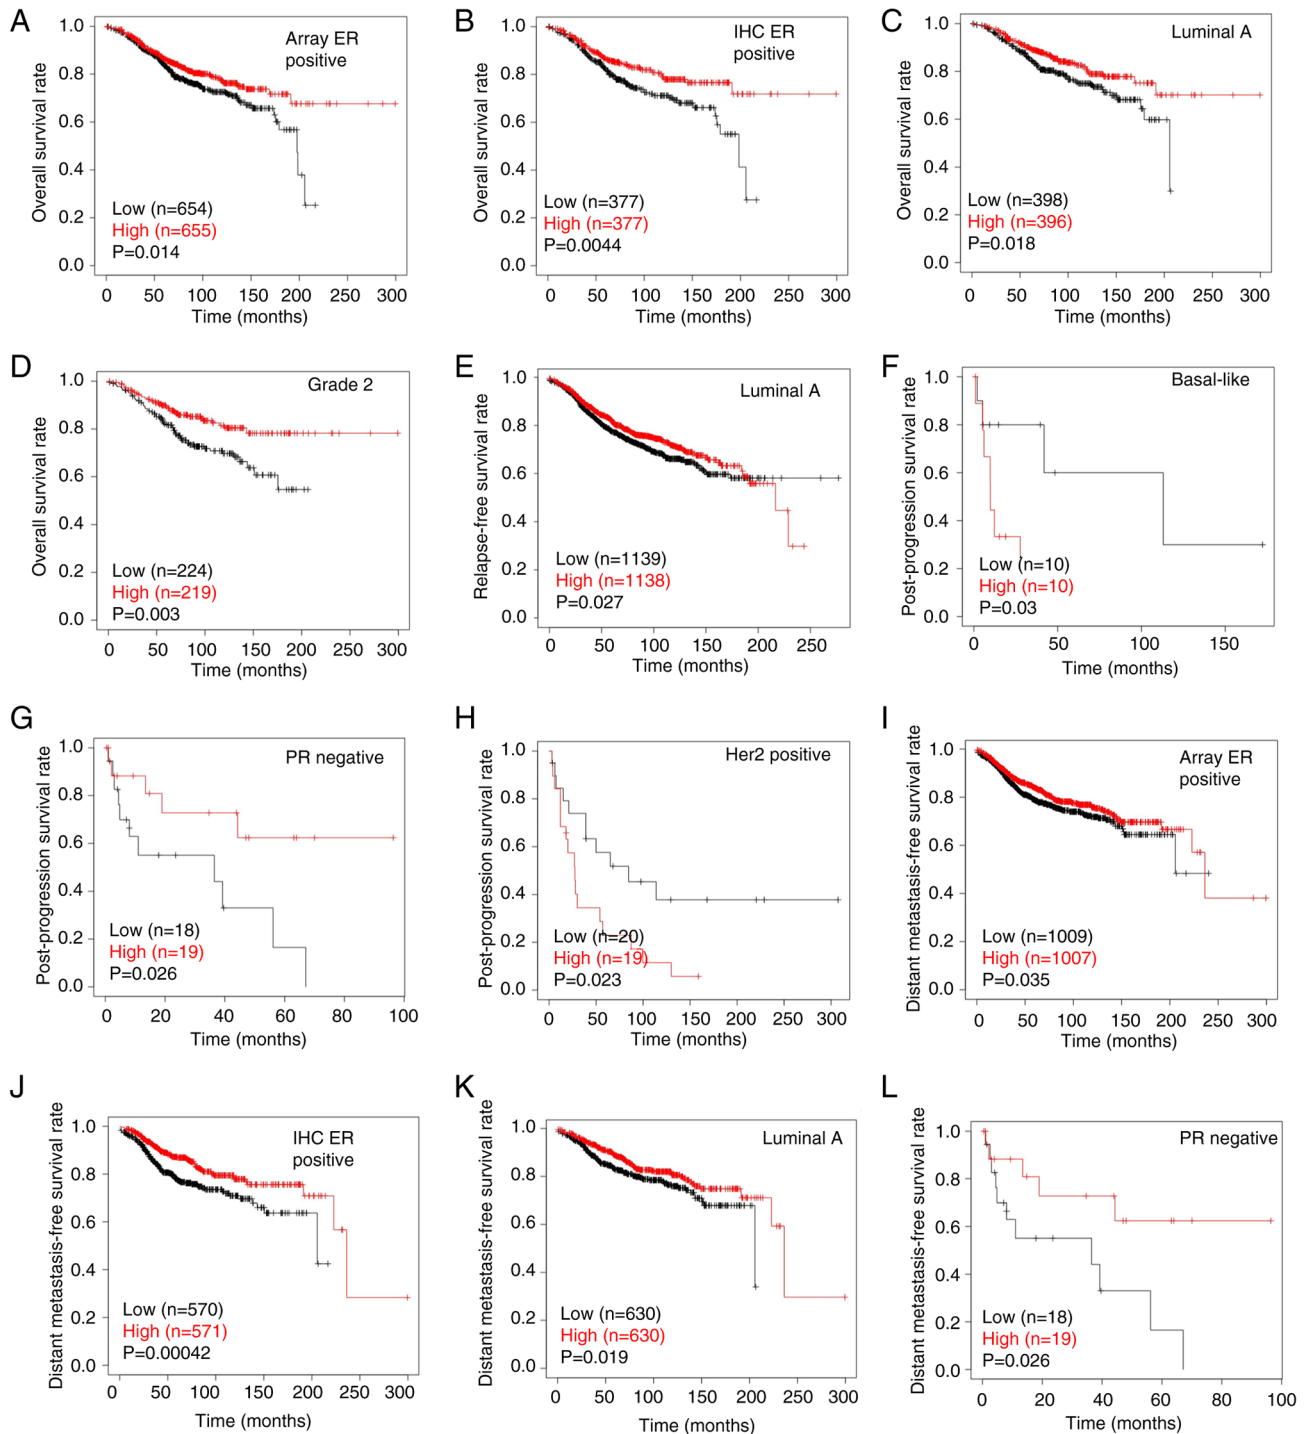 A
Array ER
positive
Overall survival rate
1.0
0.8
0.6
0.4
0.2
0.0
Low (n=654)
High (n=655)
P=0.014
0 50 100 150 200 250 300
Time (months)
B
IHC ER
positive
Overall survival rate
1.0
0.8
0.6
0.4
0.2
0.0
Low (n=377)
High (n=377)
P=0.0044
0 50 100 150 200 250 300
Time (months)
C
Luminal A
Overall survival rate
1.0
0.8
0.6
0.4
0.2
0.0
Low (n=398)
High (n=396)
P=0.018
0 50 100 150 200 250 300
Time (months)
D
Grade 2
Overall survival rate
1.0
0.8
0.6
0.4
0.2
0.0
Low (n=224)
High (n=219)
P=0.003
0 50 100 150 200 250 300
Time (months)
E
Luminal A
Relapse-free survival rate
1.0
0.8
0.6
0.4
0.2
0.0
Low (n=1139)
High (n=1138)
P=0.027
0 50 100 150 200 250
Time (months)
F
Basal-like
Post-progression survival rate
1.0
0.8
0.6
0.4
0.2
0.0
Low (n=10)
High (n=10)
P=0.03
0 50 100 150
Time (months)
G
PR negative
Post-progression survival rate
1.0
0.8
0.6
0.4
0.2
0.0
Low (n=18)
High (n=19)
P=0.026
0 20 40 60 80 100
Time (months)
H
Her2 positive
Post-progression survival rate
1.0
0.8
0.6
0.4
0.2
0.0
Low (n=20)
High (n=19)
P=0.023
0 50 100 150 200 250 300
Time (months)
I
Array ER
positive
Distant metastasis-free survival rate
1.0
0.8
0.6
0.4
0.2
0.0
Low (n=1009)
High (n=1007)
P=0.035
0 50 100 150 200 250 300
Time (months)
J
IHC ER
positive
Distant metastasis-free survival rate
1.0
0.8
0.6
0.4
0.2
0.0
Low (n=570)
High (n=571)
P=0.00042
0 50 100 150 200 250 300
Time (months)
K
Luminal A
Distant metastasis-free survival rate
1.0
0.8
0.6
0.4
0.2
0.0
Low (n=630)
High (n=630)
P=0.019
0 50 100 150 200 250 300
Time (months)
L
PR negative
Distant metastasis-free survival rate
1.0
0.8
0.6
0.4
0.2
0.0
Low (n=18)
High (n=19)
P=0.026
0 20 40 60 80 100
Time (months)